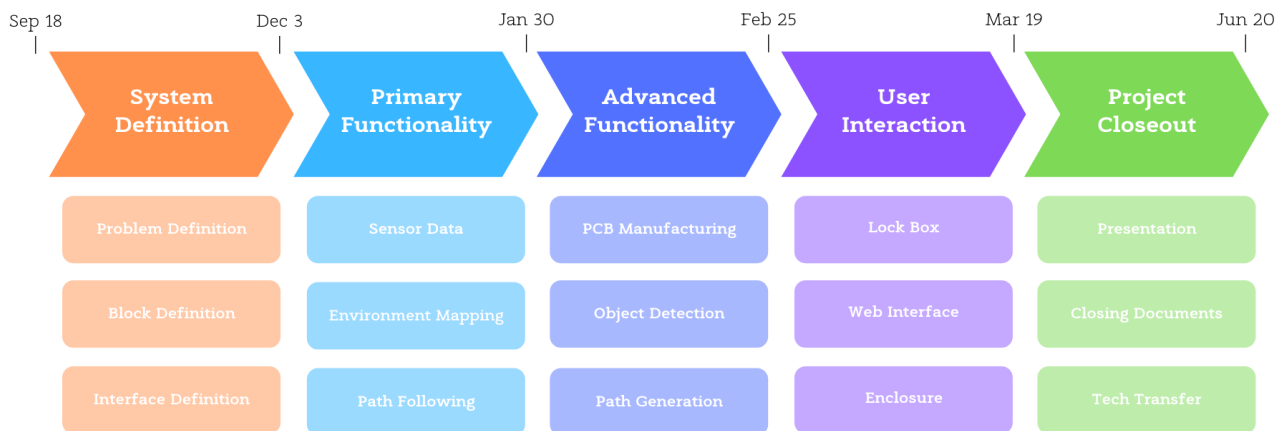 Sep 18
Dec 3
Jan 30
Feb 25
Mar 19
Jun 20
System
Definition
Primary
Functionality
Advanced
Functionality
User
Interaction
Project
Closeout
Problem Definition
Sensor Data
PCB Manufacturing
Lock Box
Presentation
Block Definition
Environment Mapping
Object Detection
Web Interface
Closing Documents
Interface Definition
Path Following
Path Generation
Enclosure
Tech Transfer